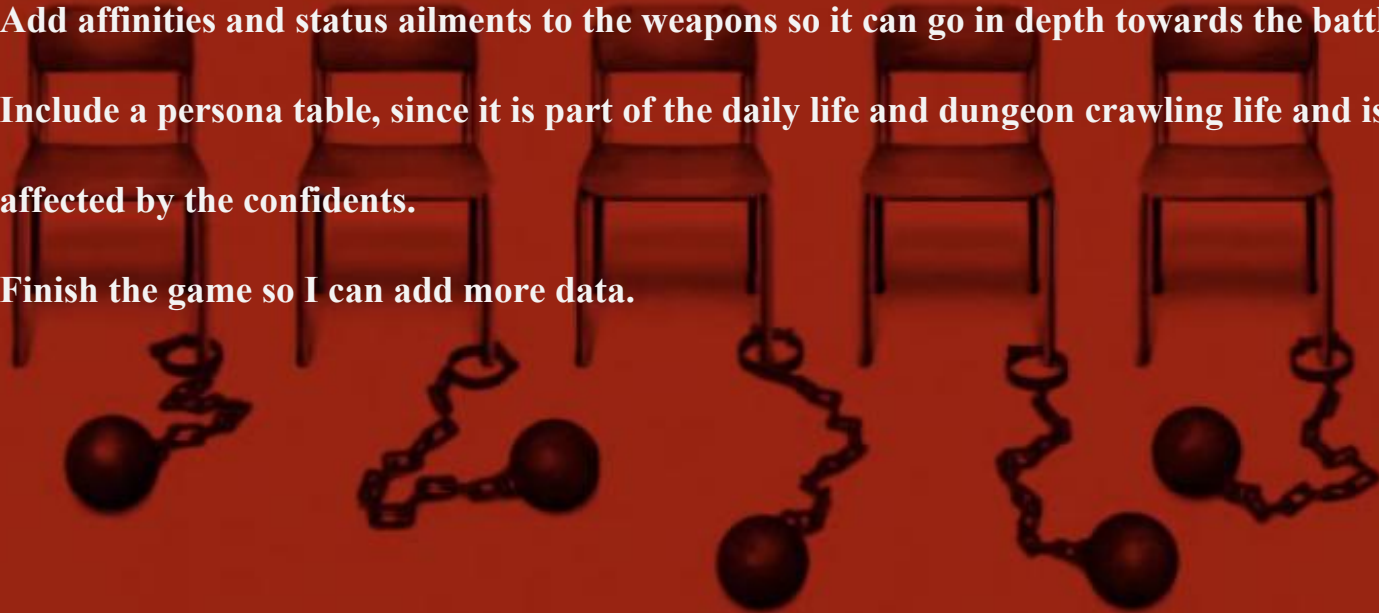 Add affinities and status ailments to the weapons so it can go in depth towards the
Include a persona table, since it is part of the daily life and dungeon crawling life and is
affected by the confidents.
Finish the game so I can add more data.